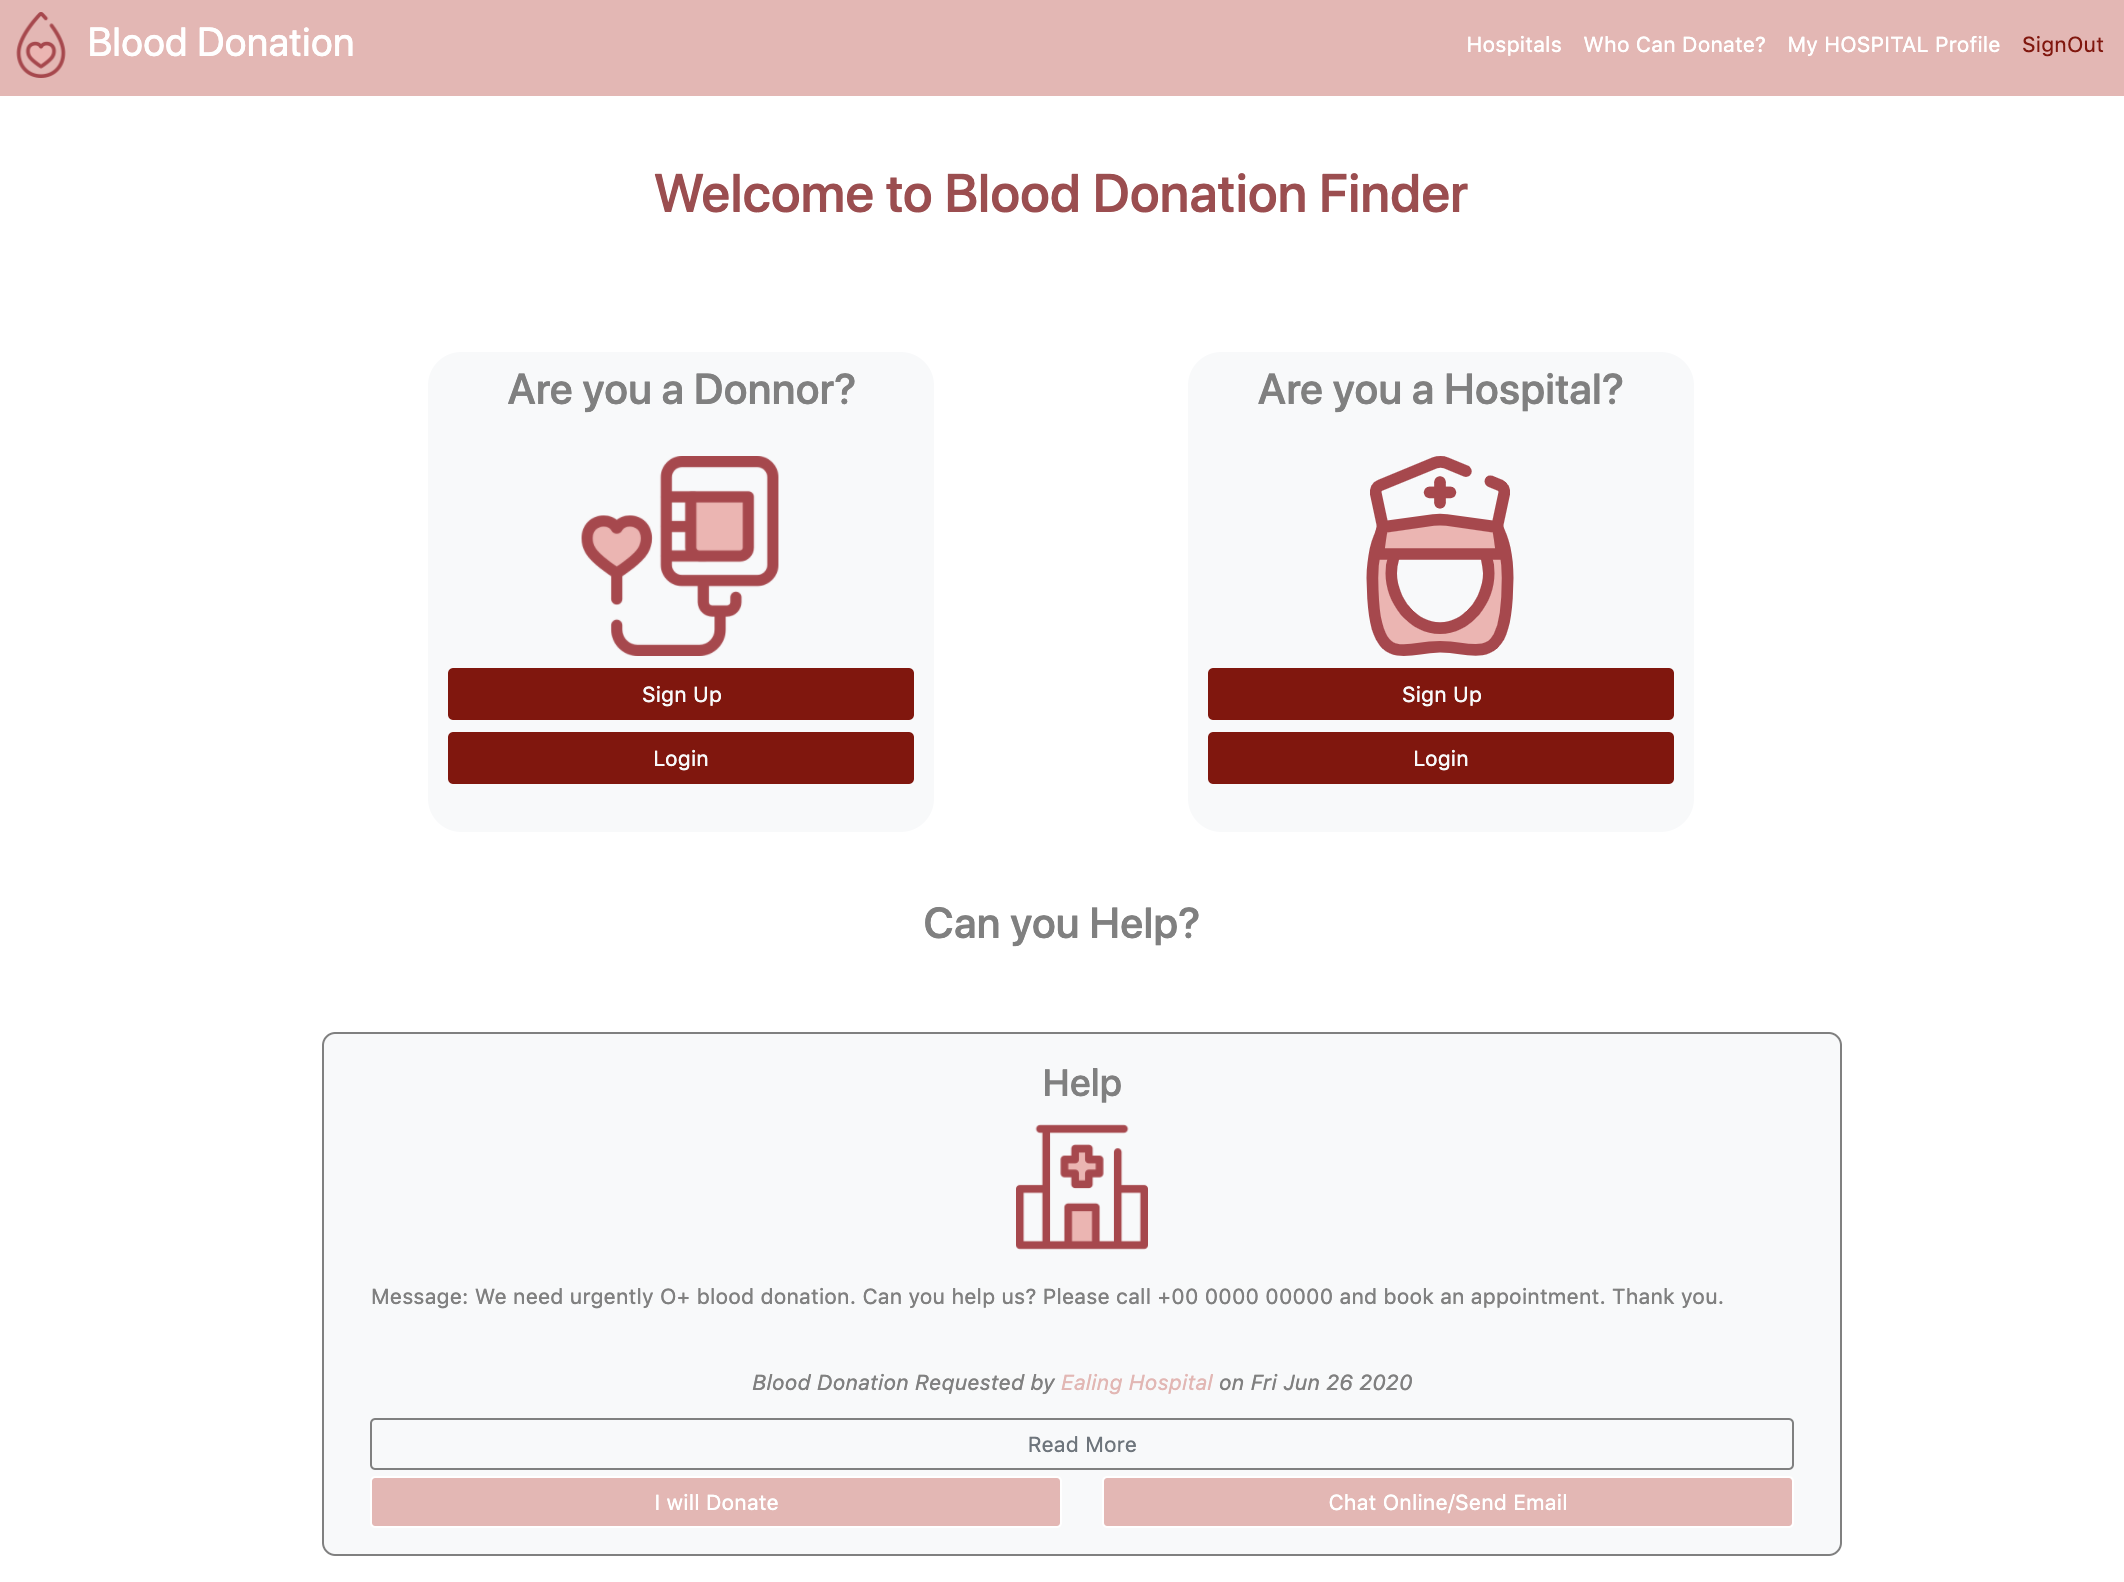 Blood Donation
Hospitals Who Can Donate? My HOSPITAL Profile SignOut
Welcome to Blood Donation Finder
Are you a Donnor?
Sign Up
Login
Are you a Hospital?
Sign Up
Login
Can you Help?
Help
Message: We need urgently O+ blood donation. Can you help us? Please call +00 0000 00000 and book an appointment. Thank you.
Blood Donation Requested by Ealing Hospital on Fri Jun 26 2020
Read More
I will Donate
Chat Online/Send Email